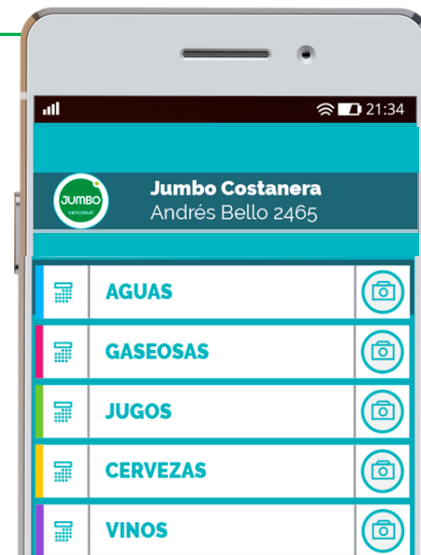 21:34
JUMBO
cencosud
Jumbo Costanera
Andrés Bello 2465
AGUAS
GASEOSAS
JUGOS
CERVEZAS
VINOS